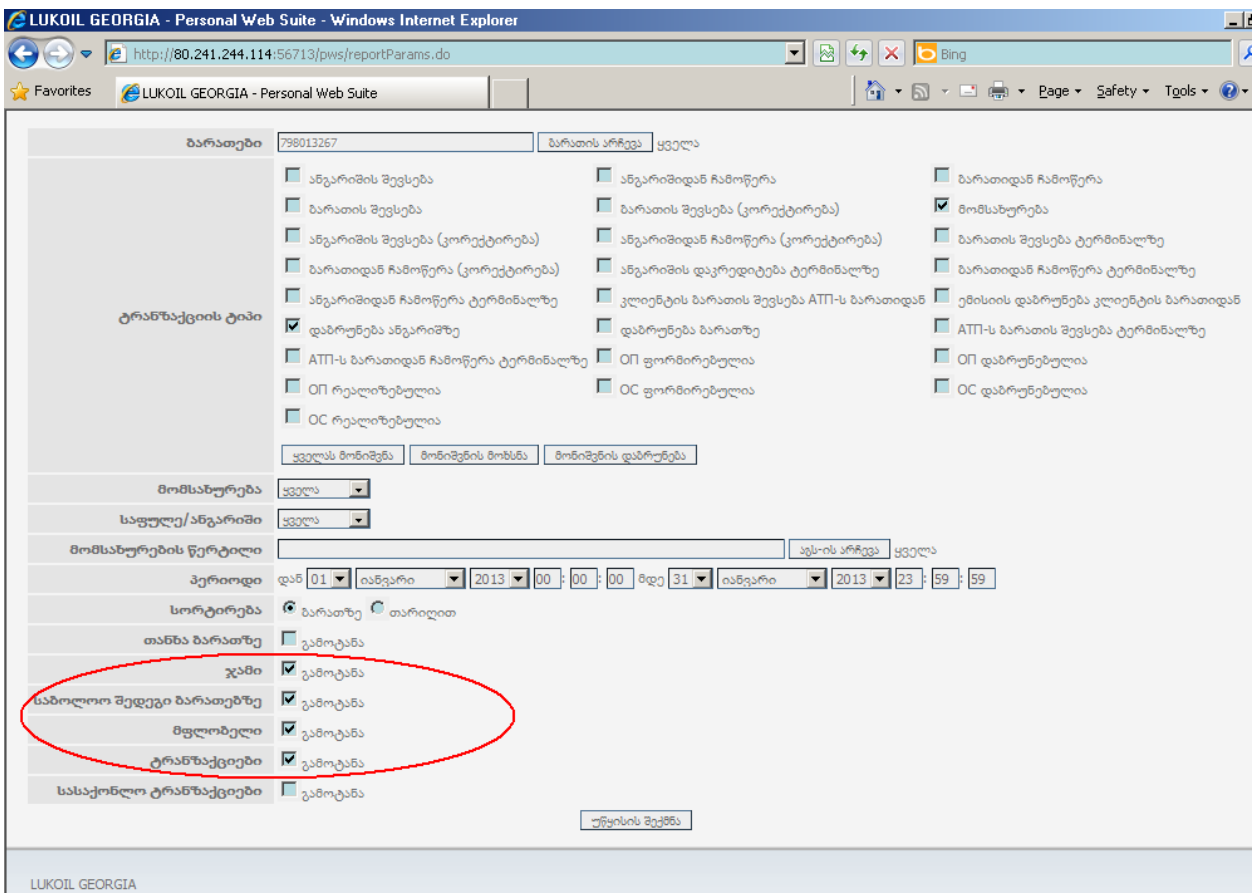 LUKOIL GEORGIA - Personal Web Suite - Windows Internet Explorer
http://80.241.244.114:56713/pws/reportParams.do Bing
Favorites LUKOIL GEORGIA - Personal Web Suite Page Safety Tools
ბარათები 798013267 ბარათის არჩევა ყველა
ანგარიშის შევსება ანგარიშიდან ჩამოწერა ბარათიდან ჩამოწერა
ბარათის შევსება ბარათის შევსება (კორექტირება) მომსახურება
ანგარიშის შევსება (კორექტირება) ანგარიშიდან ჩამოწერა (კორექტირება) ბარათის შევსება ტერმინალზე
ბარათიდან ჩამოწერა (კორექტირება) ანგარიშის დაკრედიტება ტერმინალზე ბარათიდან ჩამოწერა ტერმინალზე
ანგარიშიდან ჩამოწერა ტერმინალზე კლიენტის ბარათის შევსება АТП-ს ბარათიდან ემისიის დაბრუნება კლიენტის ბარათიდან
ტრანზაქციის ტიპი
დაბრუნება ანგარიშზე დაბრუნება ბარათზე АТП-ს ბარათის შევსება ტერმინალზე
АТП-ს ბარათიდან ჩამოწერა ტერმინალზე ОП ფორმირებულია ОП დაბრუნებულია
ОП რეალიზებულია ОС ფორმირებულია ОС დაბრუნებულია
ОС რეალიზებულია
ყველას მონიშვნა მონიშვნის მოხსნა მონიშვნის დაბრუნება
მომსახურება ყველა
საფულე/ანგარიში ყველა
მომსახურების წერტილი აგს-ის არჩევა ყველა
პერიოდი დან 01 იანვარი 2013 00 : 00 : 00 მდე 31 იანვარი 2013 23 : 59 : 59
სორტირება ბარათზე თარიღით
თანხა ბარათზე გამოტანა
ჯამი გამოტანა
საბოლოო შედეგი ბარათებზე გამოტანა
მფლობელი გამოტანა
ტრანზაქციები გამოტანა
სასაქონლო ტრანზაქციები გამოტანა
უწყისის შექმნა
LUKOIL GEORGIA